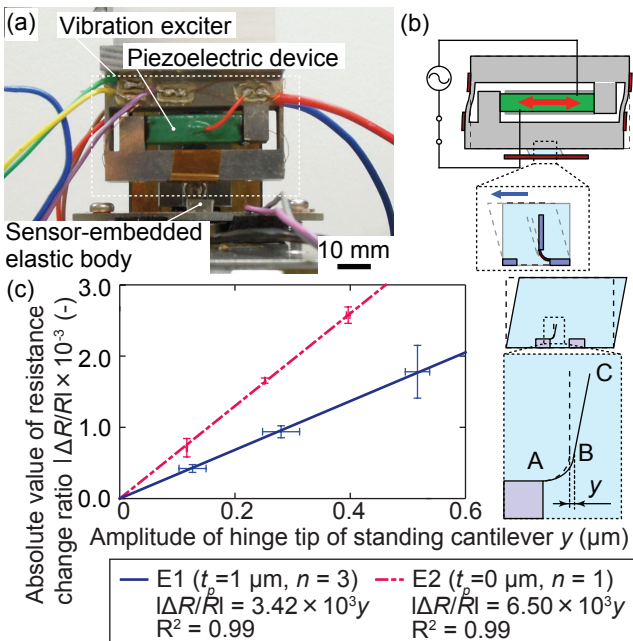 (a)
Vibration exciter
Piezoelectric device
Sensor-embedded
elastic body
10 mm
(b)
(c)
Absolute value of resistance
change ratio |ΔR/R| × 10⁻³ (-)
3.0
2.0
1.0
0.0
0
0.2
0.4
0.6
Amplitude of hinge tip of standing cantilever y (μm)
A
B
C
y
E1 (tₚ=1 μm, n = 3)
|ΔR/R| = 3.42 × 10³y
R² = 0.99
E2 (tₚ=0 μm, n = 1)
|ΔR/R| = 6.50 × 10³y
R² = 0.99